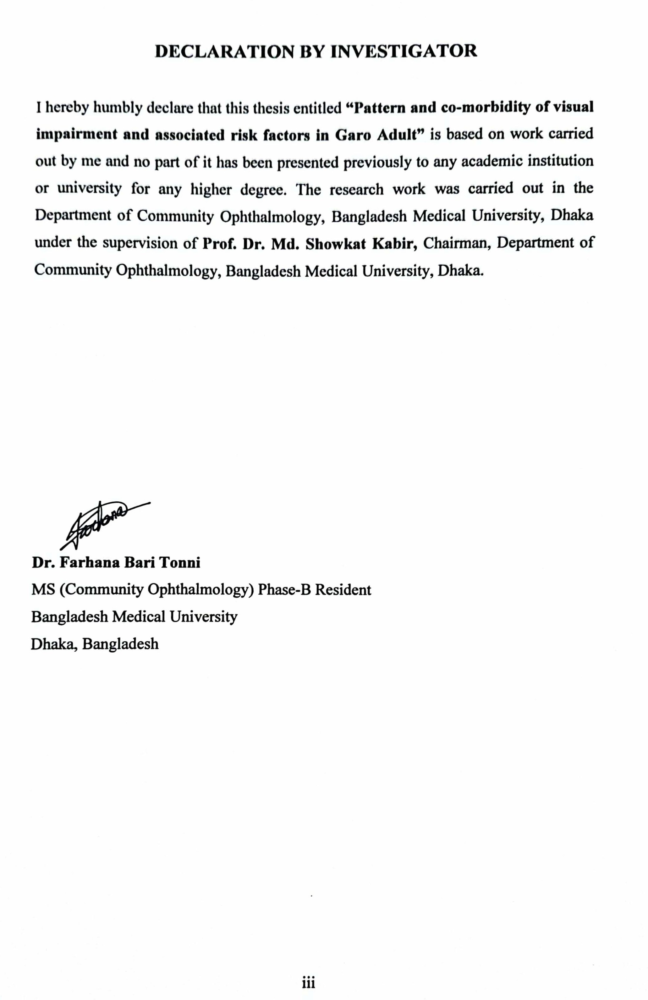 DECLARATION BY INVESTIGATOR
I hereby humbly declare that this thesis entitled “Pattern and co-morbidity of visual
impairment and associated risk factors in Garo Adult” is based on work carried
out by me and no part of it has been presented previously to any academic institution
or university for any higher degree. The research work was carried out in the
Department of Community Ophthalmology, Bangladesh Medical University, Dhaka
under the supervision of Prof. Dr. Md. Showkat Kabir, Chairman, Department of
Community Ophthalmology, Bangladesh Medical University, Dhaka.
Dr. Farhana Bari Tonni
MS (Community Ophthalmology) Phase-B Resident
Bangladesh Medical University
Dhaka, Bangladesh
iii